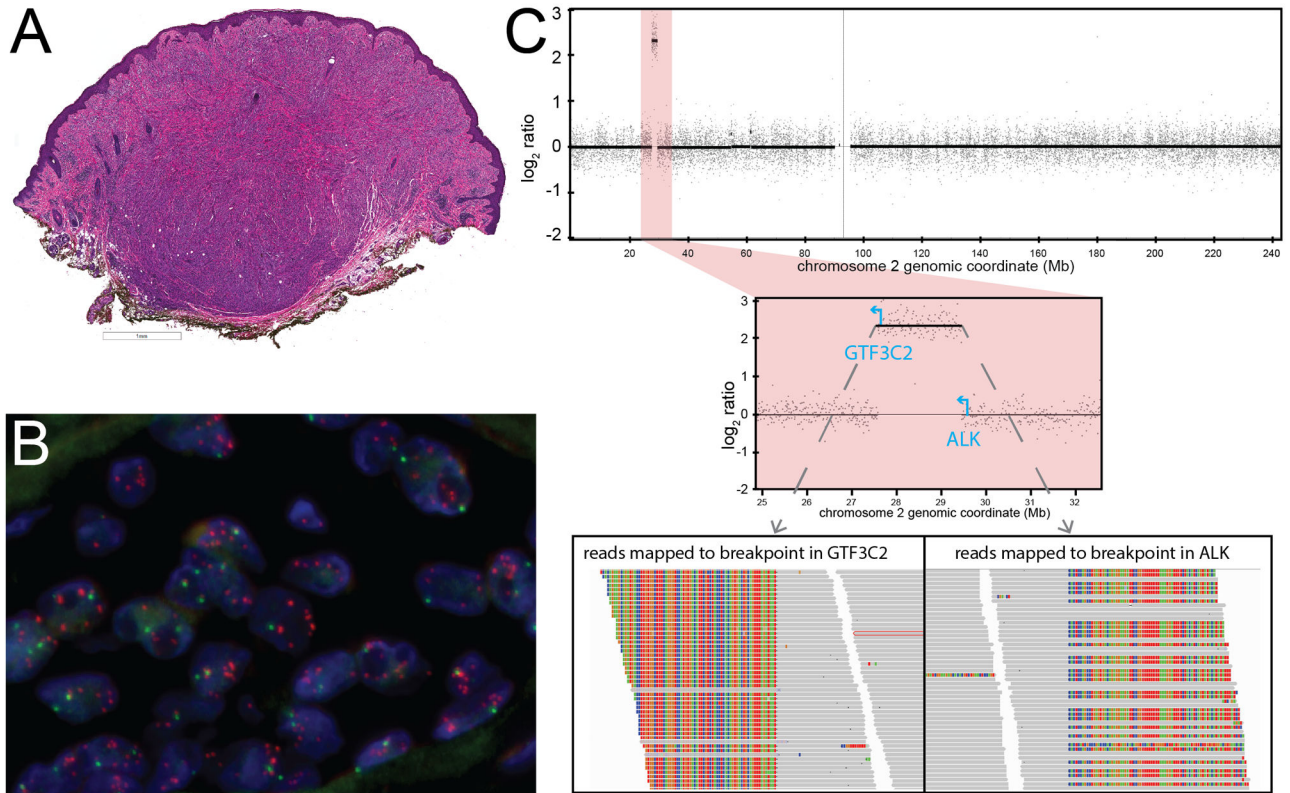 A
1mm
B
C
3
2
1
0
-1
-2
log2 ratio
20
40
60
80
100
120
140
160
180
200
220
240
chromosome 2 genomic coordinate (Mb)
3
2
1
0
-1
-2
log2 ratio
GTF3C2
ALK
25
26
27
28
29
30
31
32
chromosome 2 genomic coordinate (Mb)
reads mapped to breakpoint in GTF3C2
reads mapped to breakpoint in ALK